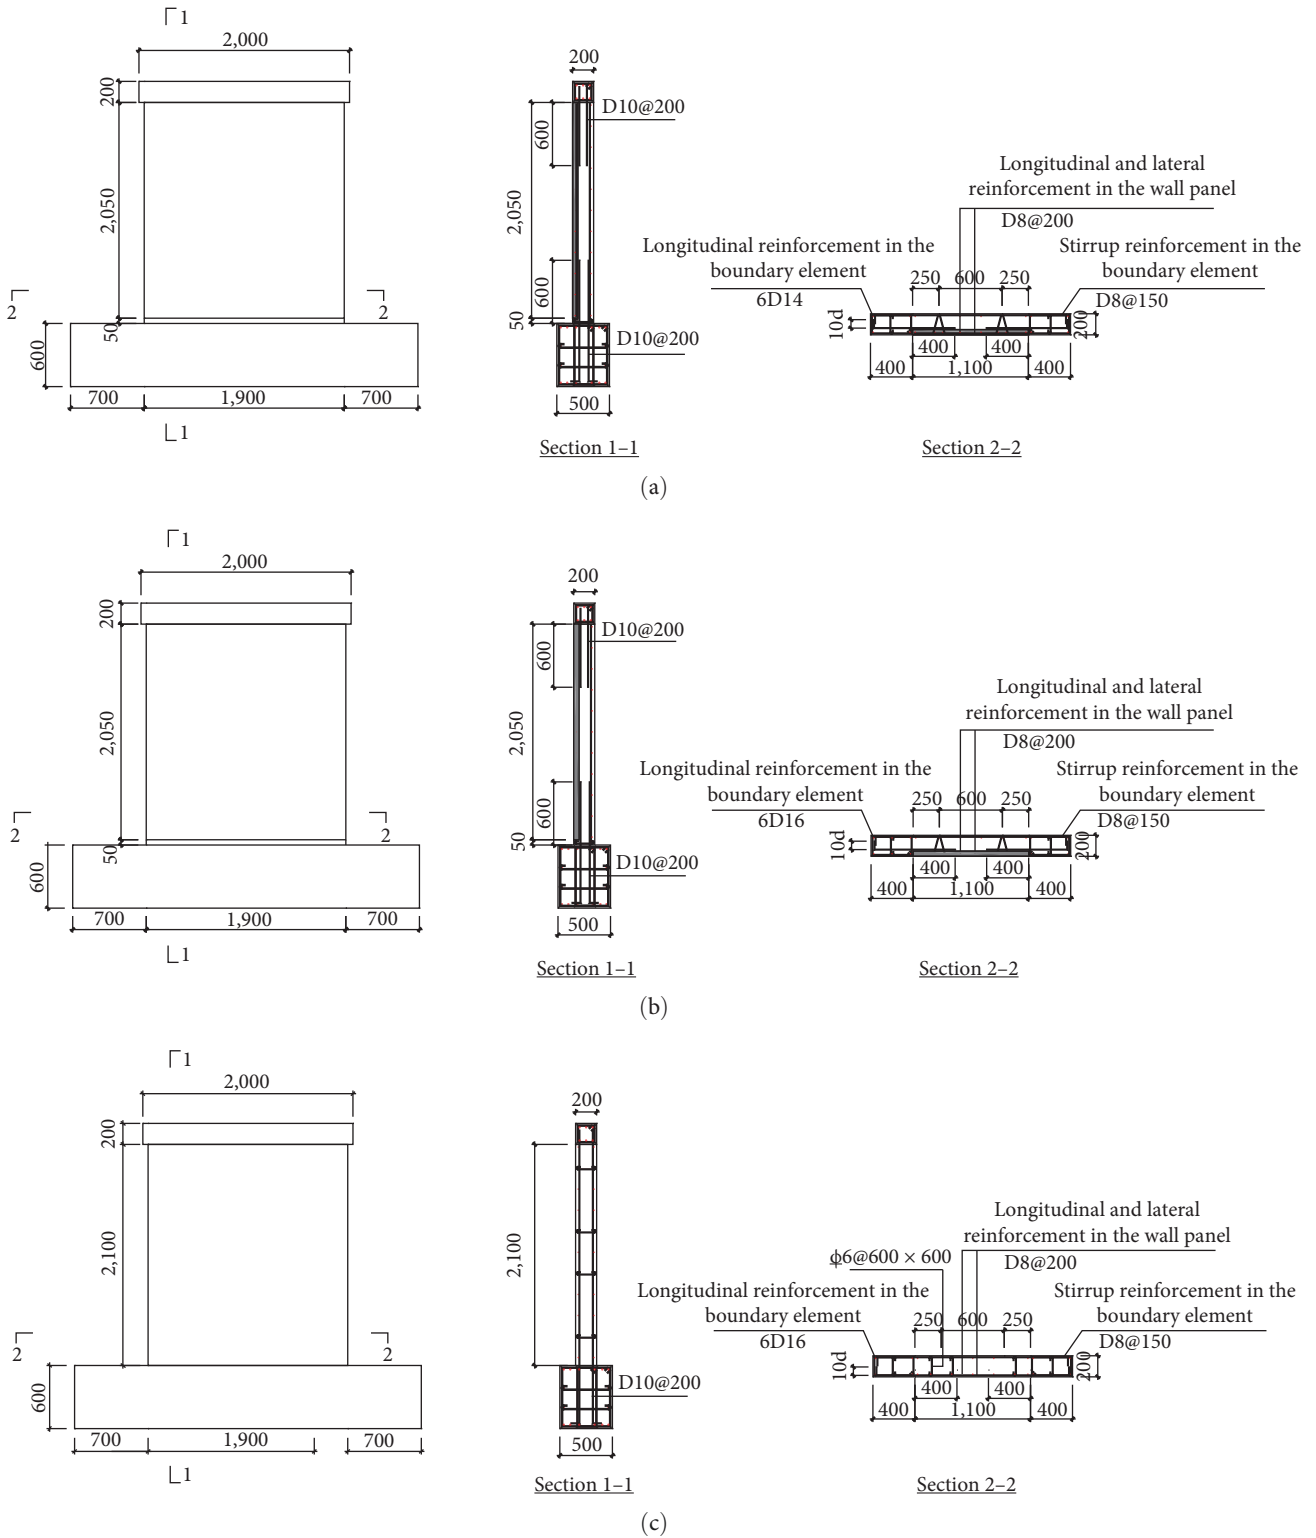 1
2,000
200
2,050
50
600
2
2
700
1,900
700
1
200
D10@200
600
2,050
600
50
D10@200
500
Section 1–1
Longitudinal and lateral
reinforcement in the wall panel
D8@200
Longitudinal reinforcement in the
boundary element
6D14
Stirrup reinforcement in the
boundary element
D8@150
250
600
250
10d
200
400
400
400
1,100
400
Section 2–2
(a)
1
2,000
200
2,050
50
600
2
2
700
1,900
700
1
200
D10@200
600
2,050
600
50
D10@200
500
Section 1–1
Longitudinal and lateral
reinforcement in the wall panel
D8@200
Longitudinal reinforcement in the
boundary element
6D16
Stirrup reinforcement in the
boundary element
D8@150
250
600
250
10d
200
400
400
400
1,100
400
Section 2–2
(b)
1
2,000
200
2,100
600
2
2
700
1,900
700
1
200
2,100
D10@200
500
Section 1–1
Longitudinal and lateral
reinforcement in the wall panel
D8@200
ϕ6@600 × 600
Longitudinal reinforcement in the
boundary element
6D16
Stirrup reinforcement in the
boundary element
D8@150
250
600
250
10d
200
400
400
400
1,100
400
Section 2–2
(c)